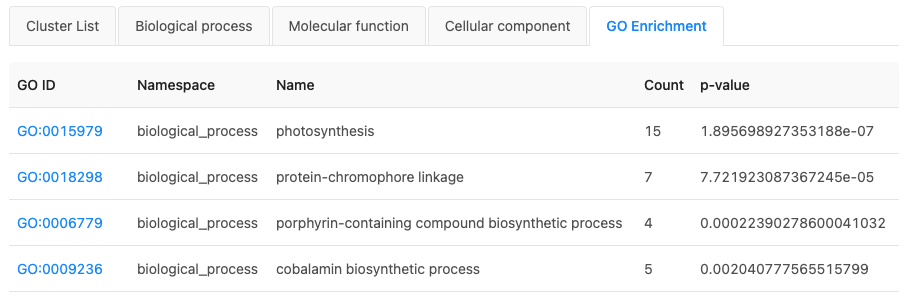 Cluster List Biological process Molecular function Cellular component GO Enrichment
GO ID Namespace Name Count p-value
GO:0015979 biological_process photosynthesis 15 1.895698927353188e-07
GO:0018298 biological_process protein-chromophore linkage 7 7.721923087367245e-05
GO:0006779 biological_process porphyrin-containing compound biosynthetic process 4 0.00022390278600041032
GO:0009236 biological_process cobalamin biosynthetic process 5 0.002040777565515799